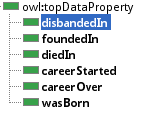 owl:topDataProperty
disbandedIn
foundedIn
diedIn
careerStarted
careerOver
wasBorn